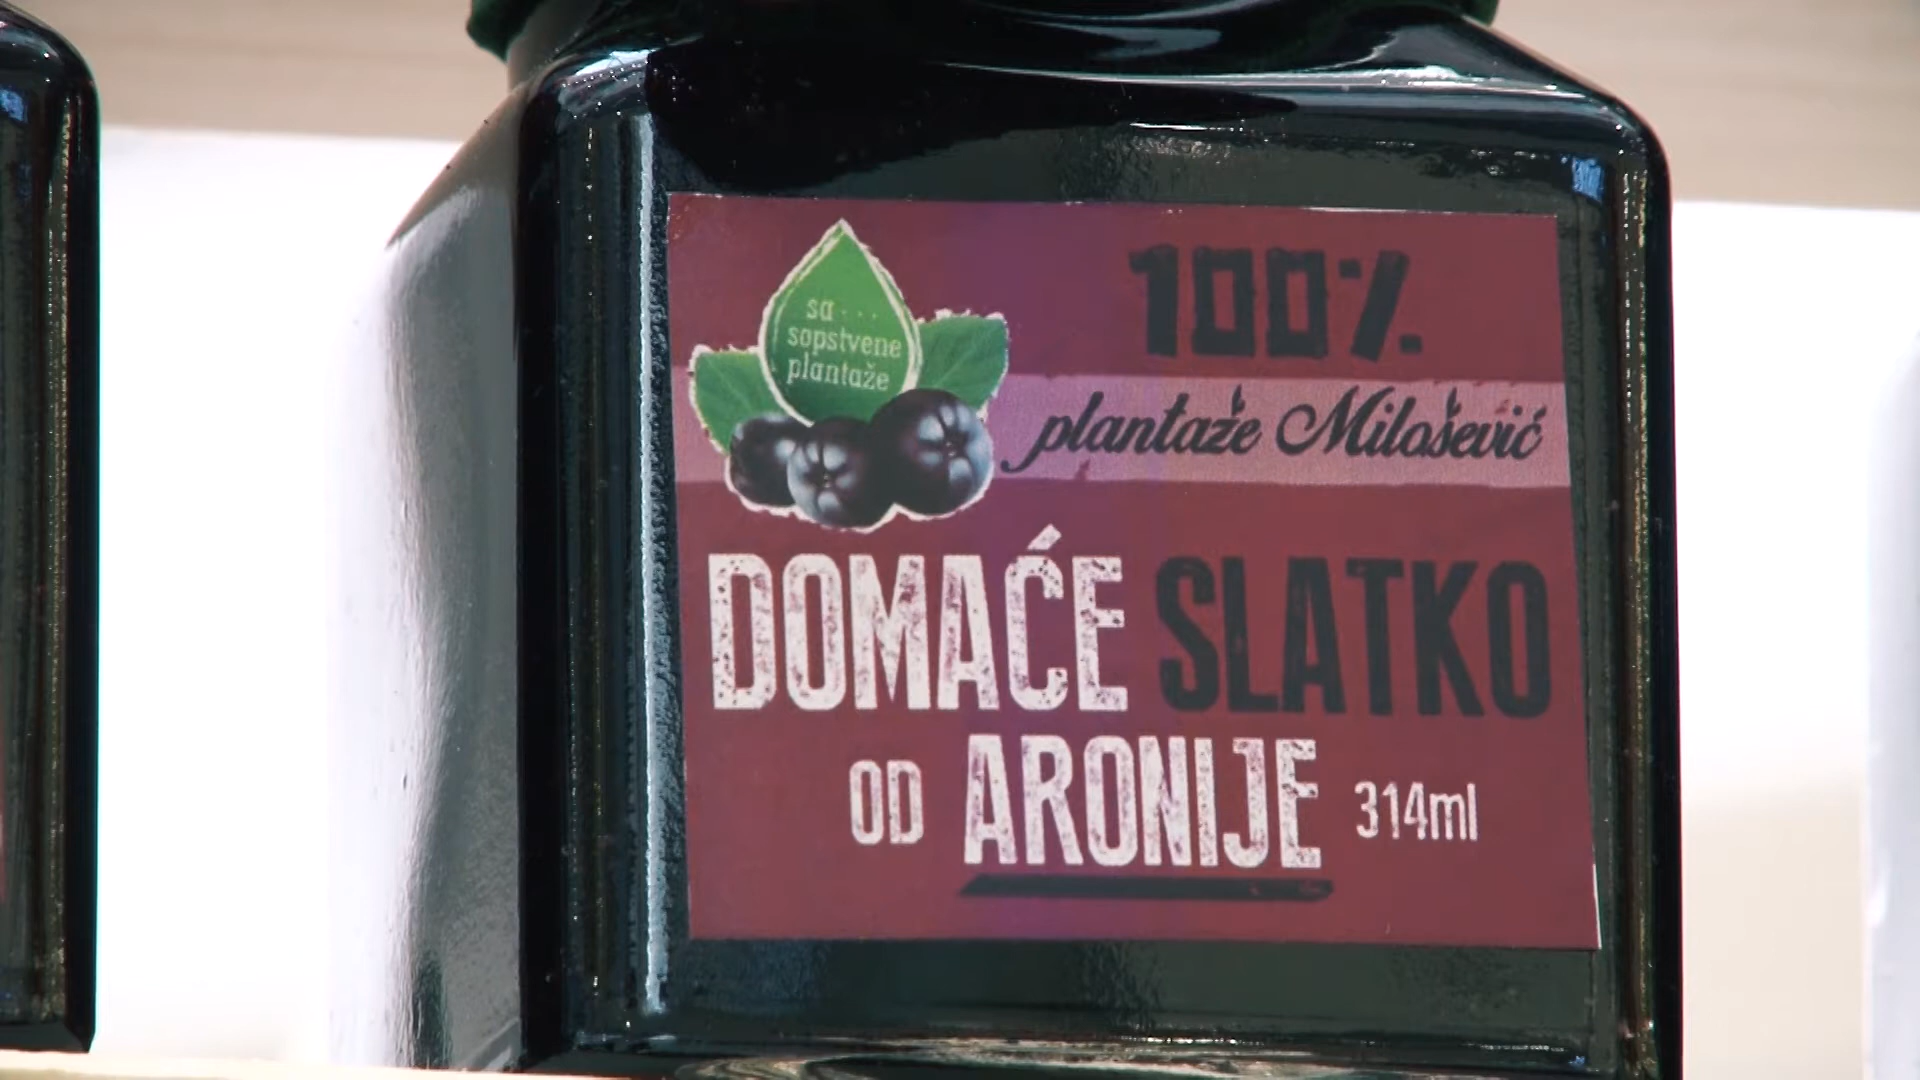 sa
sopstvene
plantaže
100%
plantaže Milošević
DOMAĆE SLATKO
OD ARONIJE 314ml